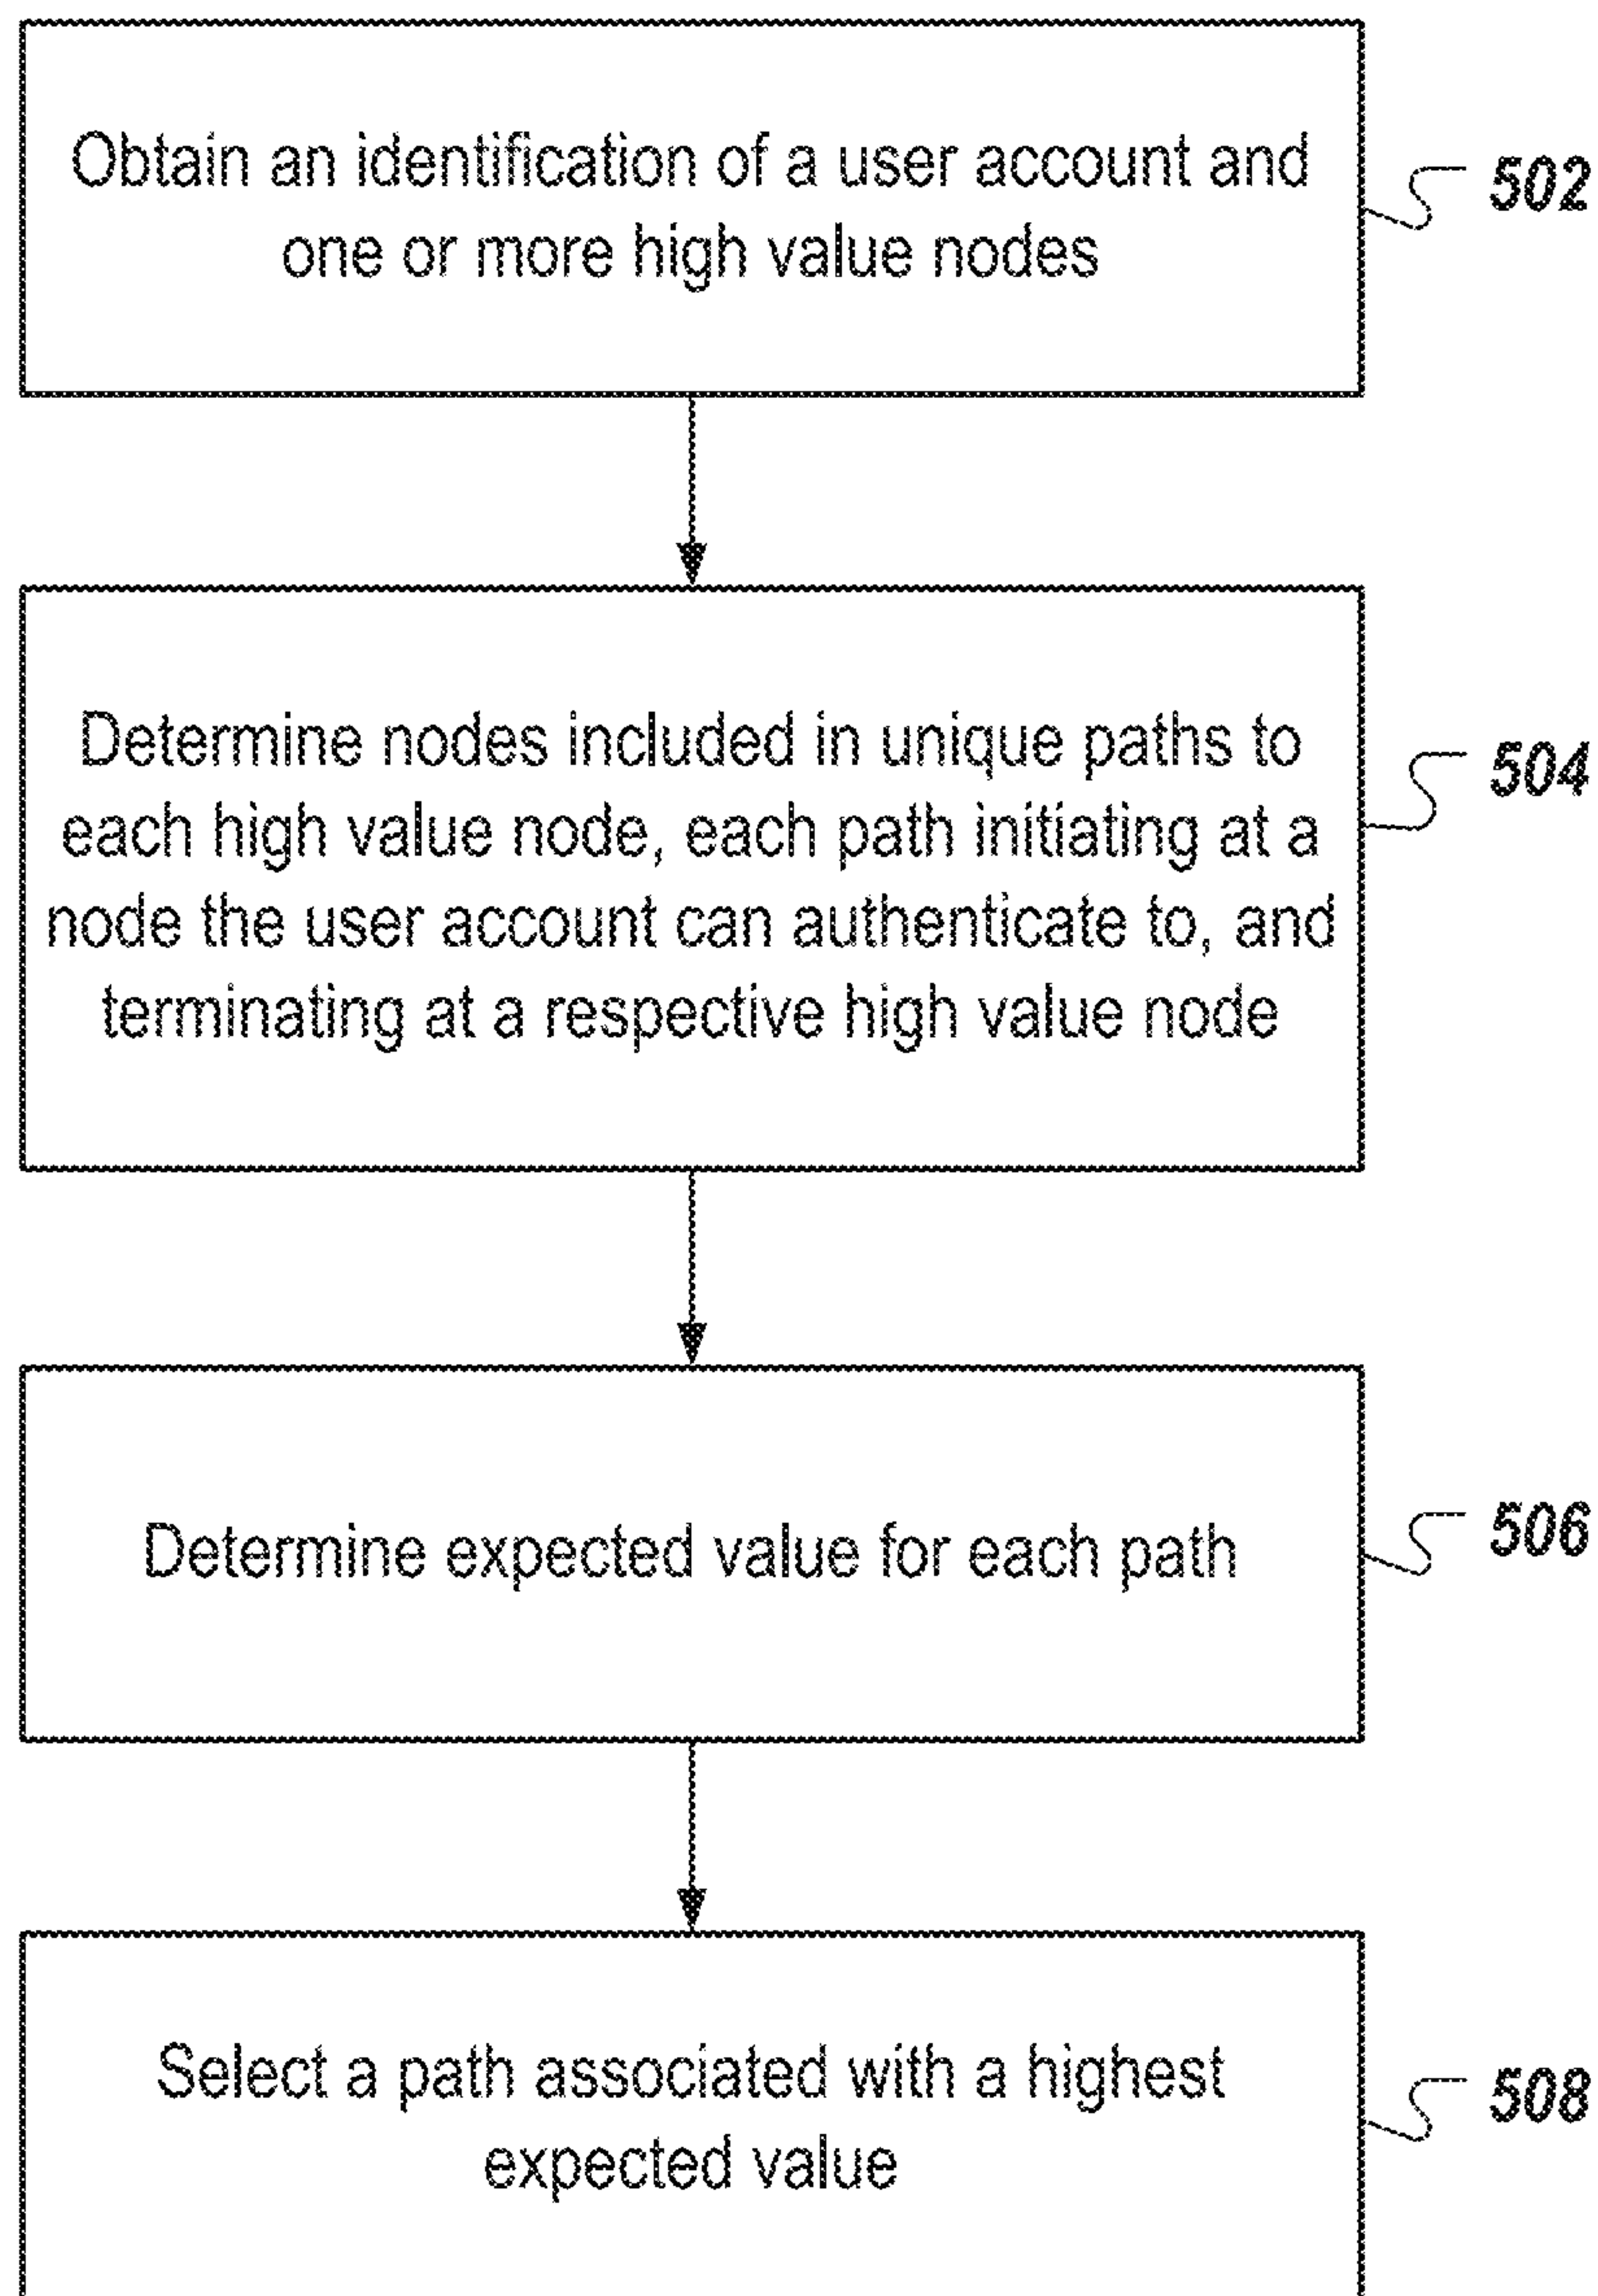 Obtain an identification of a user account and
one or more high value nodes
502
Determine nodes included in unique paths to
each high value node, each path initiating at a
node the user account can authenticate to, and
terminating at a respective high value node
504
Determine expected value for each path
506
Select a path associated with a highest
expected value
508